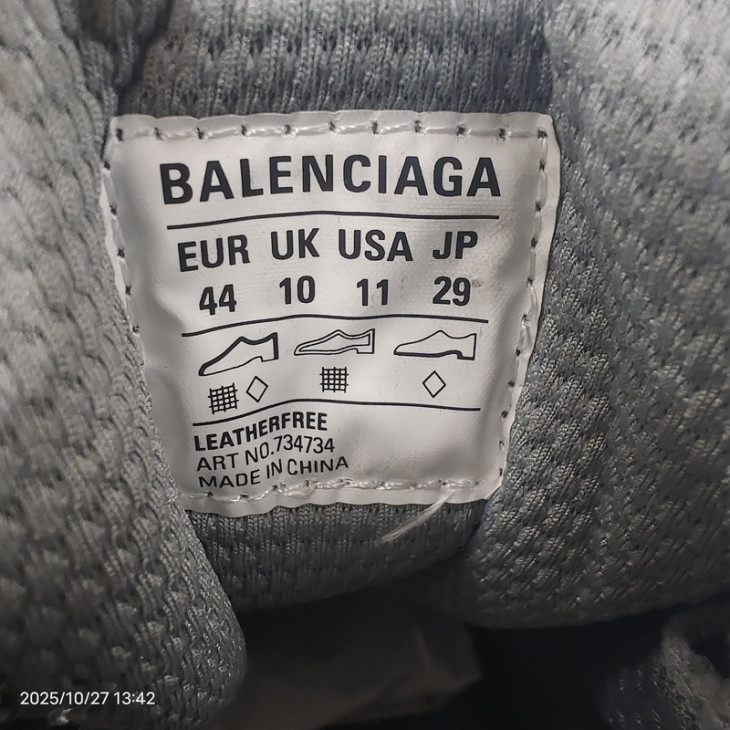 BALENCIAGA
EUR UK USA JP
44 10 11 29
LEATHERFREE
ART NO.734734
MADE IN CHINA
2025/10/27 13:42